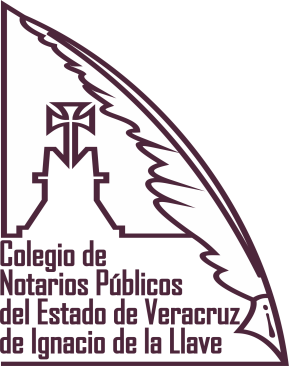 Colegio de
Notarios Públicos
del Estado de Veracruz
de Ignacio de la Llave